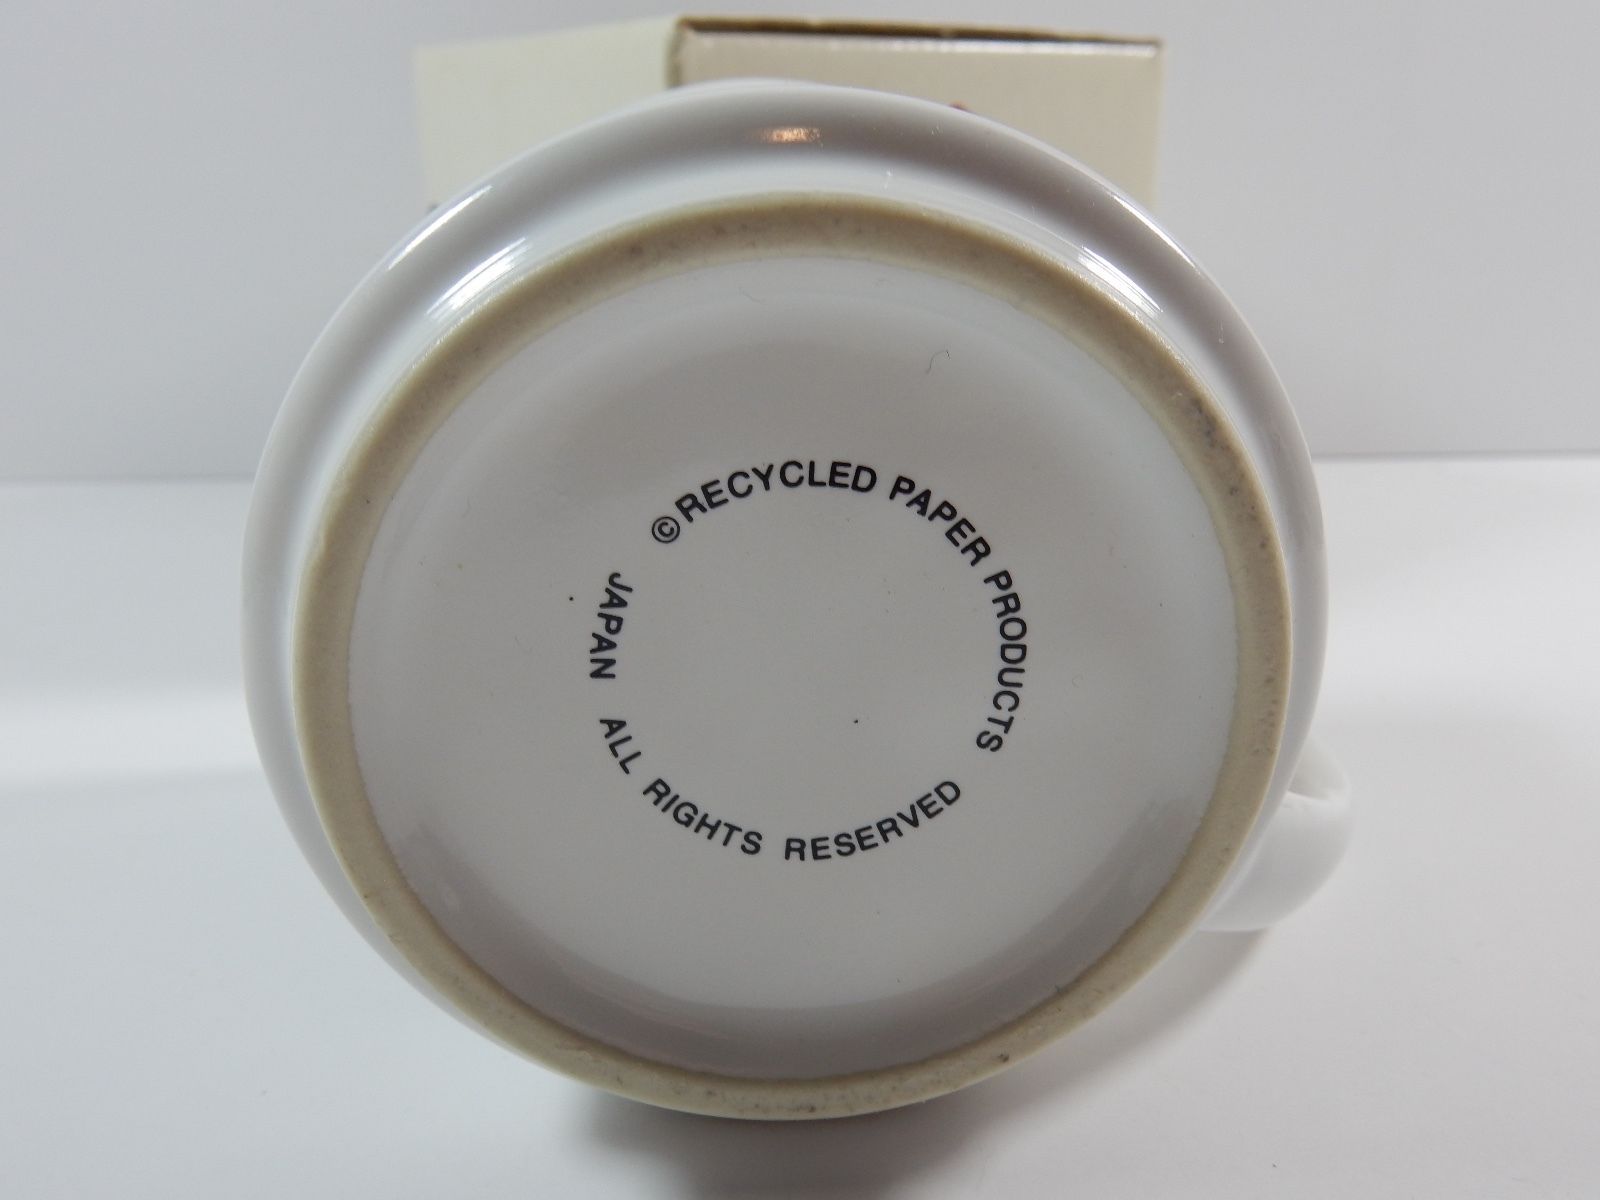 ©RECYCLED PAPER PRODUCTS
ALL RIGHTS RESERVED
JAPAN